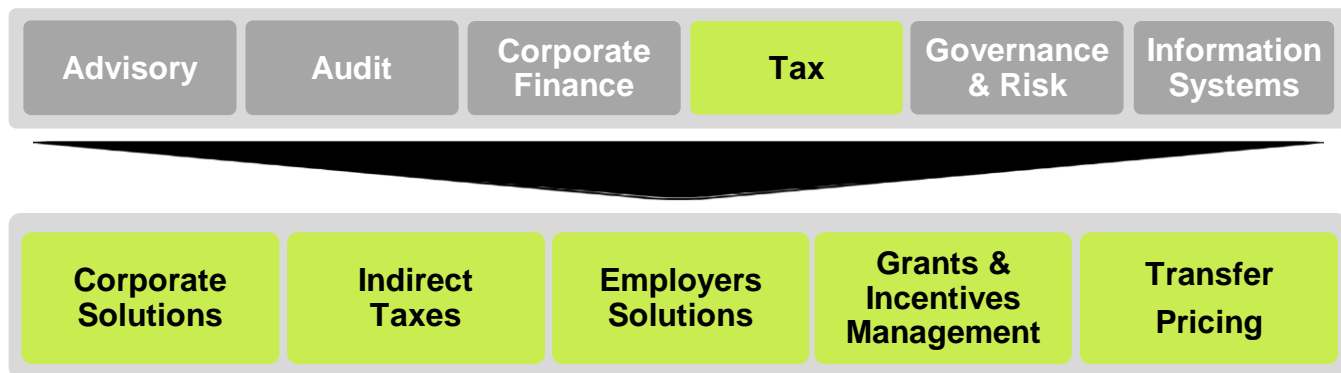 Advisory
Audit
Corporate
Finance
Tax
Governance
& Risk
Information
Systems
Corporate
Solutions
Indirect
Taxes
Employers
Solutions
Grants &
Incentives
Management
Transfer
Pricing